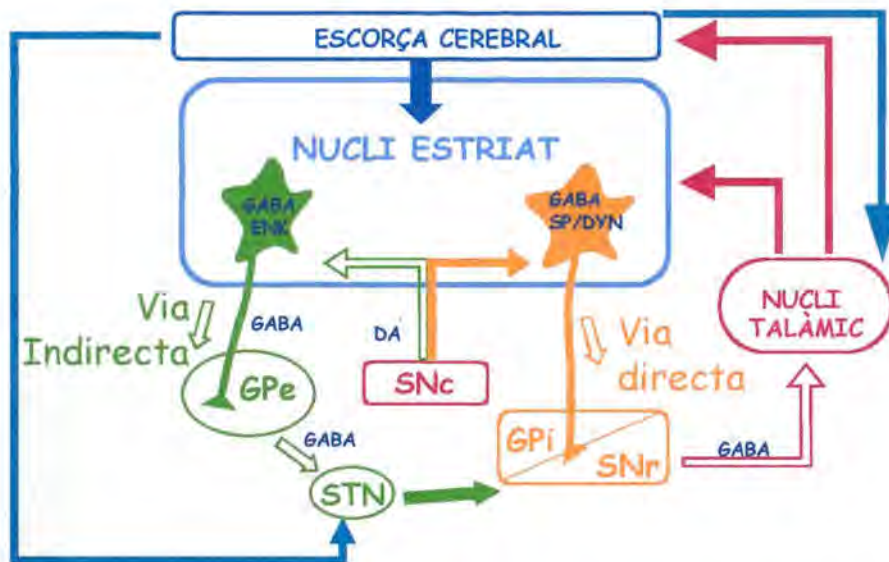 ESCORÇA CEREBRAL
NUCLI ESTRIAT
GABA
ENK
GABA
SP/DYN
Via
Indirecta
GABA
DA
Via
directa
NUCLI
TALÀMIC
GPe
SNc
GABA
GPi
SNr
GABA
STN